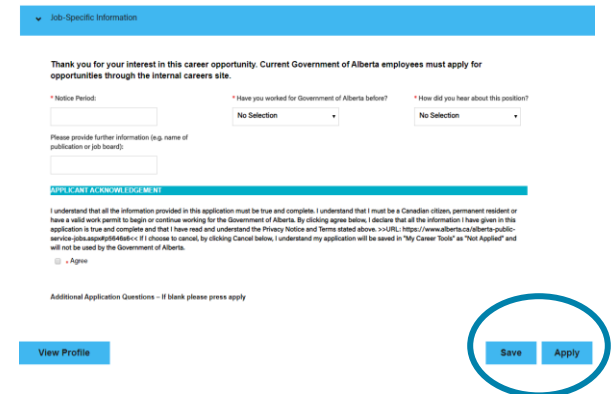 Job-Specific Information
Thank you for your interest in this career opportunity. Current Government of Alberta employees must apply for
opportunities through the internal careers site.
* Notice Period:
* Have you worked for Government of Alberta before?
* How did you hear about this position?
No Selection
No Selection
Please provide further information (e.g. name of
publication or job board):
APPLICANT ACKNOWLEDGEMENT
I understand that all the information provided in this application must be true and complete. I understand that I must be a Canadian citizen, permanent resident or
have a valid work permit to begin or continue working for the Government of Alberta. By clicking agree below, I declare that all the information I have given in this
application is true and complete and that I have read and understand the Privacy Notice and Terms stated above. >>URL: https://www.alberta.ca/alberta-public-
service-jobs.aspx#p5646s6<< If I choose to cancel, by clicking Cancel below, I understand my application will be saved in "My Career Tools" as "Not Applied" and
will not be used by the Government of Alberta.
* Agree
Additional Application Questions – If blank please press apply
View Profile
Save
Apply